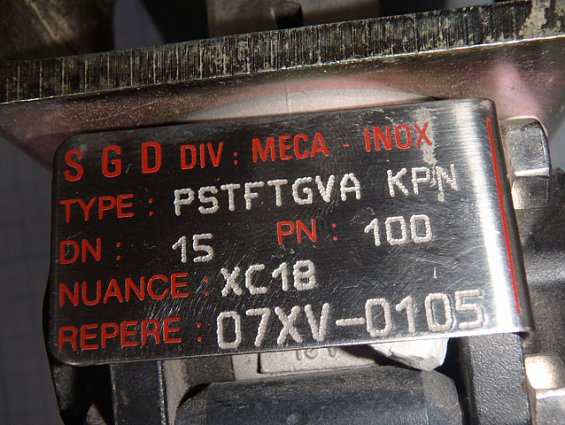 S G D DIV : MECA - INOX
TYPE : PSTFTGVA KPN
DN : 15 PN : 100
NUANCE : XC18
REPERE : 07XV-0105